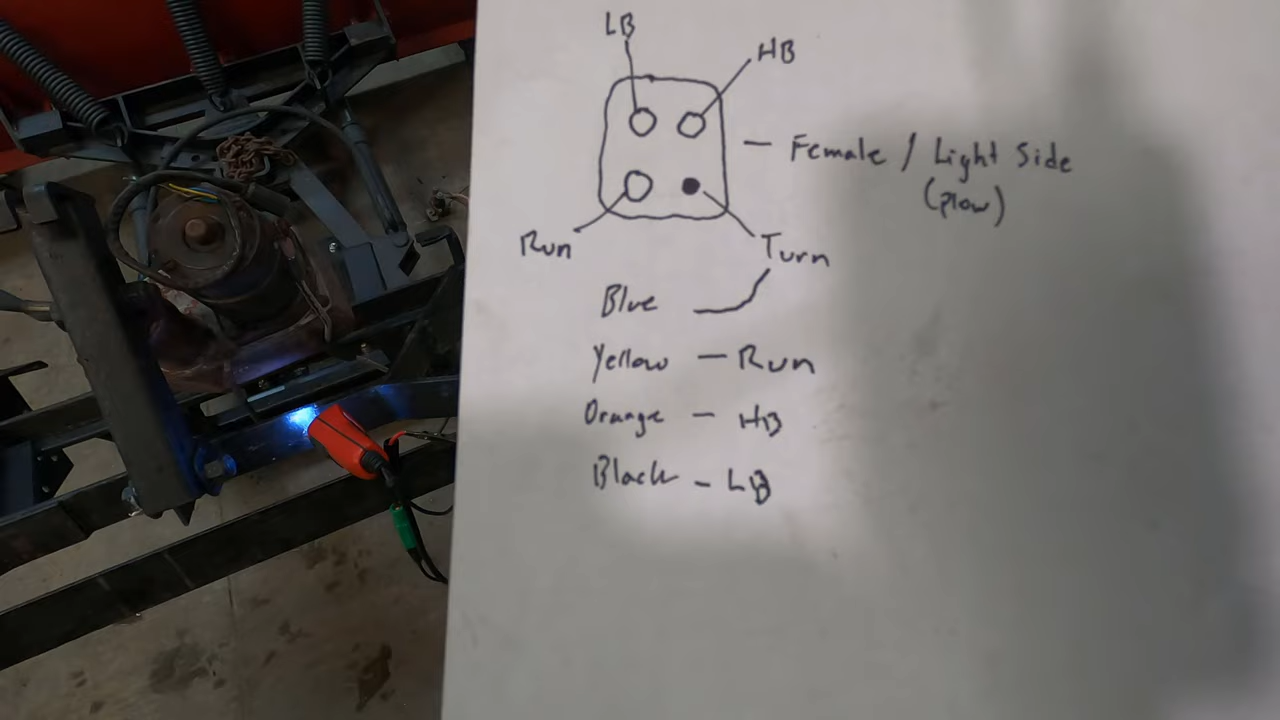 LB
HB
— Female / Light Side
(plow)
Run
Turn
Blue
Yellow — Run
Orange — HB
Black - LB